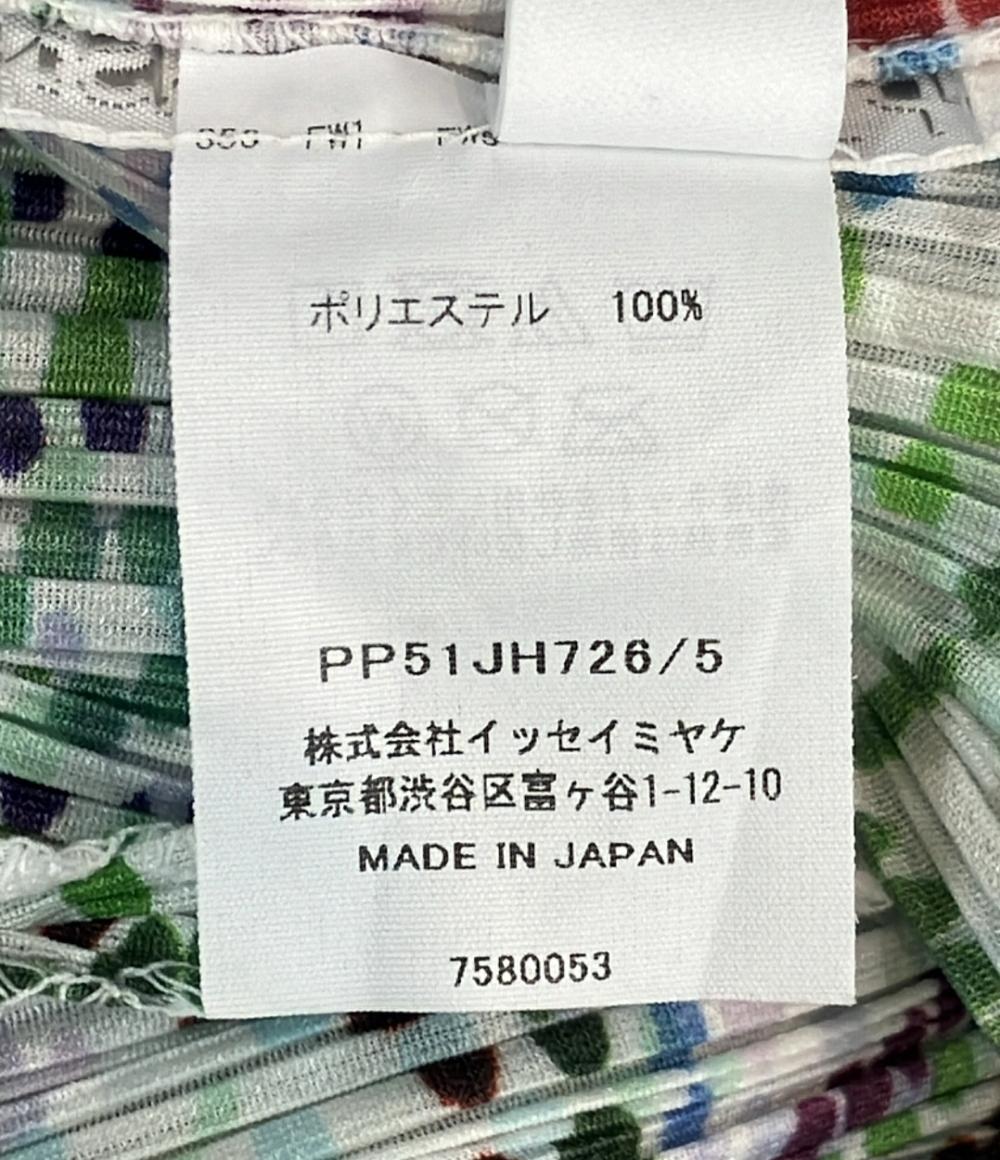 ポリエステル 100%
PP51JH726/5
株式会社イッセイミヤケ
東京都渋谷区富ヶ谷1-12-10
MADE IN JAPAN
7580053